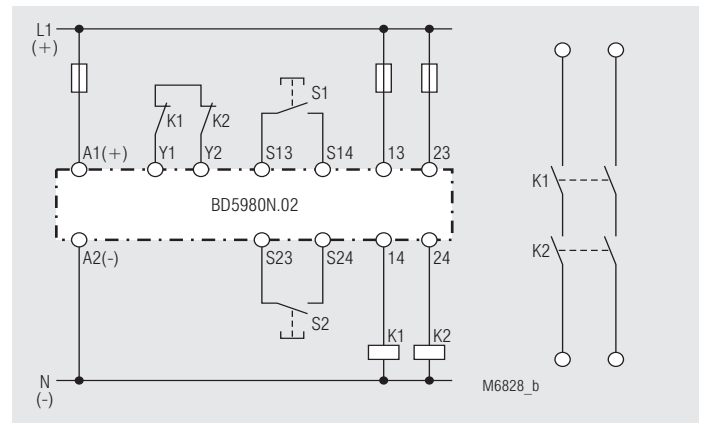 L1
(+)
S1
K1
K2
A1(+)
Y1
Y2
S13
S14
13
23
K1
BD5980N.02
A2(-)
S23
S24
14
24
K2
S2
K1
K2
N
(-)
M6828_b